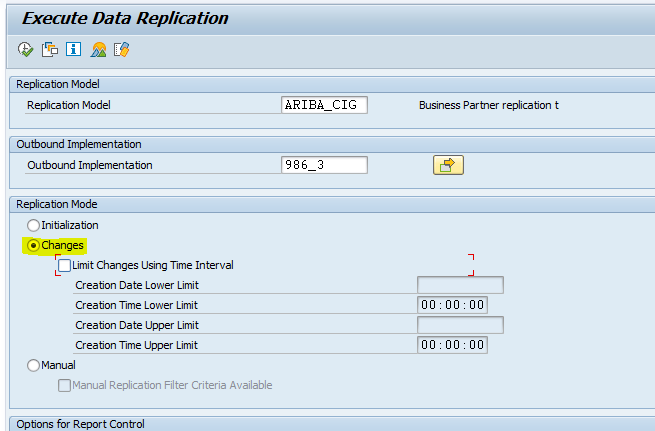 Execute Data Replication
Replication Model
Replication Model ARIBA_CIG Business Partner replication t
Outbound Implementation
Outbound Implementation 986_3
Replication Mode
Initialization
Changes
Limit Changes Using Time Interval
Creation Date Lower Limit
Creation Time Lower Limit 00:00:00
Creation Date Upper Limit
Creation Time Upper Limit 00:00:00
Manual
Manual Replication Filter Criteria Available
Options for Report Control